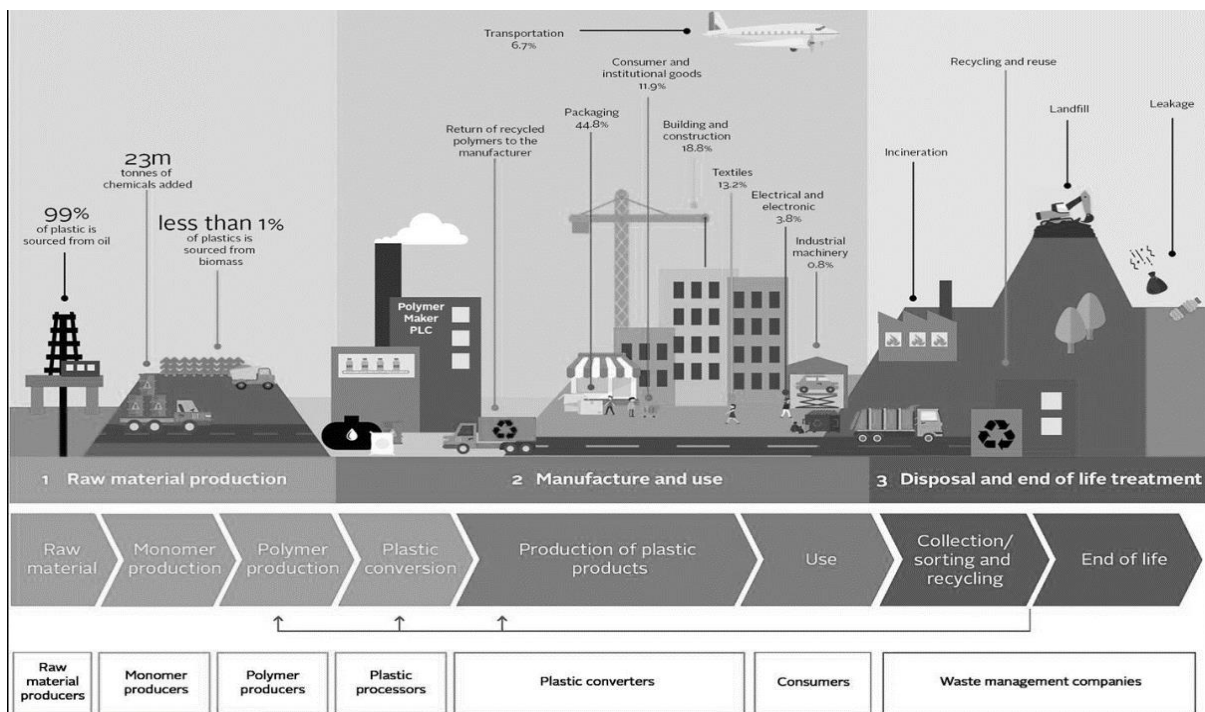 99%
of plastic is
sourced from oil
23m
tonnes of
chemicals added
less than 1%
of plastics is
sourced from
biomass
Transportation
6.7%
Return of recycled
polymers to the
manufacturer
Packaging
44.8%
Consumer and
institutional goods
11.9%
Building and
construction
18.8%
Textiles
13.2%
Electrical and
electronic
3.8%
Industrial
machinery
0.8%
Polymer
Maker
PLC
Recycling and reuse
Incineration
Landfill
Leakage
1 Raw material production
2 Manufacture and use
3 Disposal and end of life treatment
Raw
material
Monomer
production
Polymer
production
Plastic
conversion
Production of plastic
products
Use
Collection/
sorting and
recycling
End of life
Raw
material
producers
Monomer
producers
Polymer
producers
Plastic
processors
Plastic converters
Consumers
Waste management companies